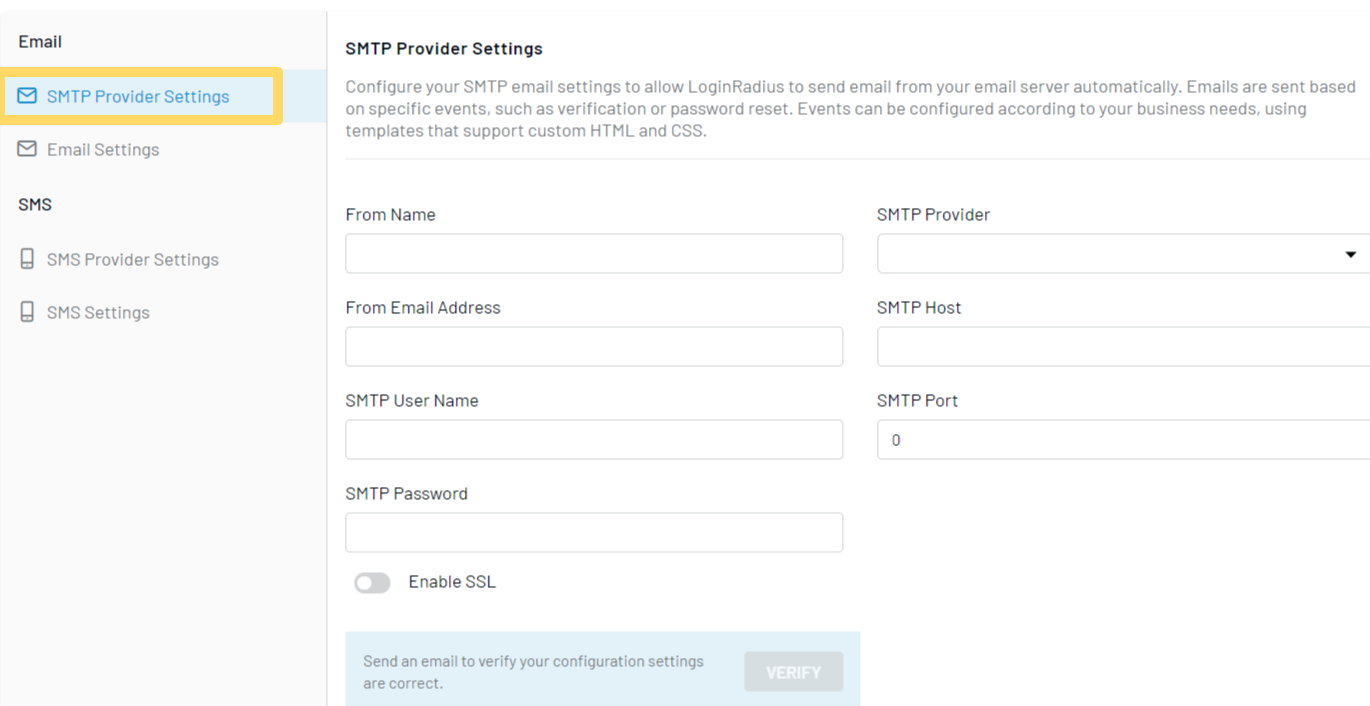 Email
SMTP Provider Settings
Email Settings
SMS
SMS Provider Settings
SMS Settings
SMTP Provider Settings
Configure your SMTP email settings to allow LoginRadius to send email from your email server automatically. Emails are sent based
on specific events, such as verification or password reset. Events can be configured according to your business needs, using
templates that support custom HTML and CSS.
From Name
SMTP Provider
From Email Address
SMTP Host
SMTP User Name
SMTP Port
0
SMTP Password
Enable SSL
Send an email to verify your configuration settings
are correct.
VERIFY